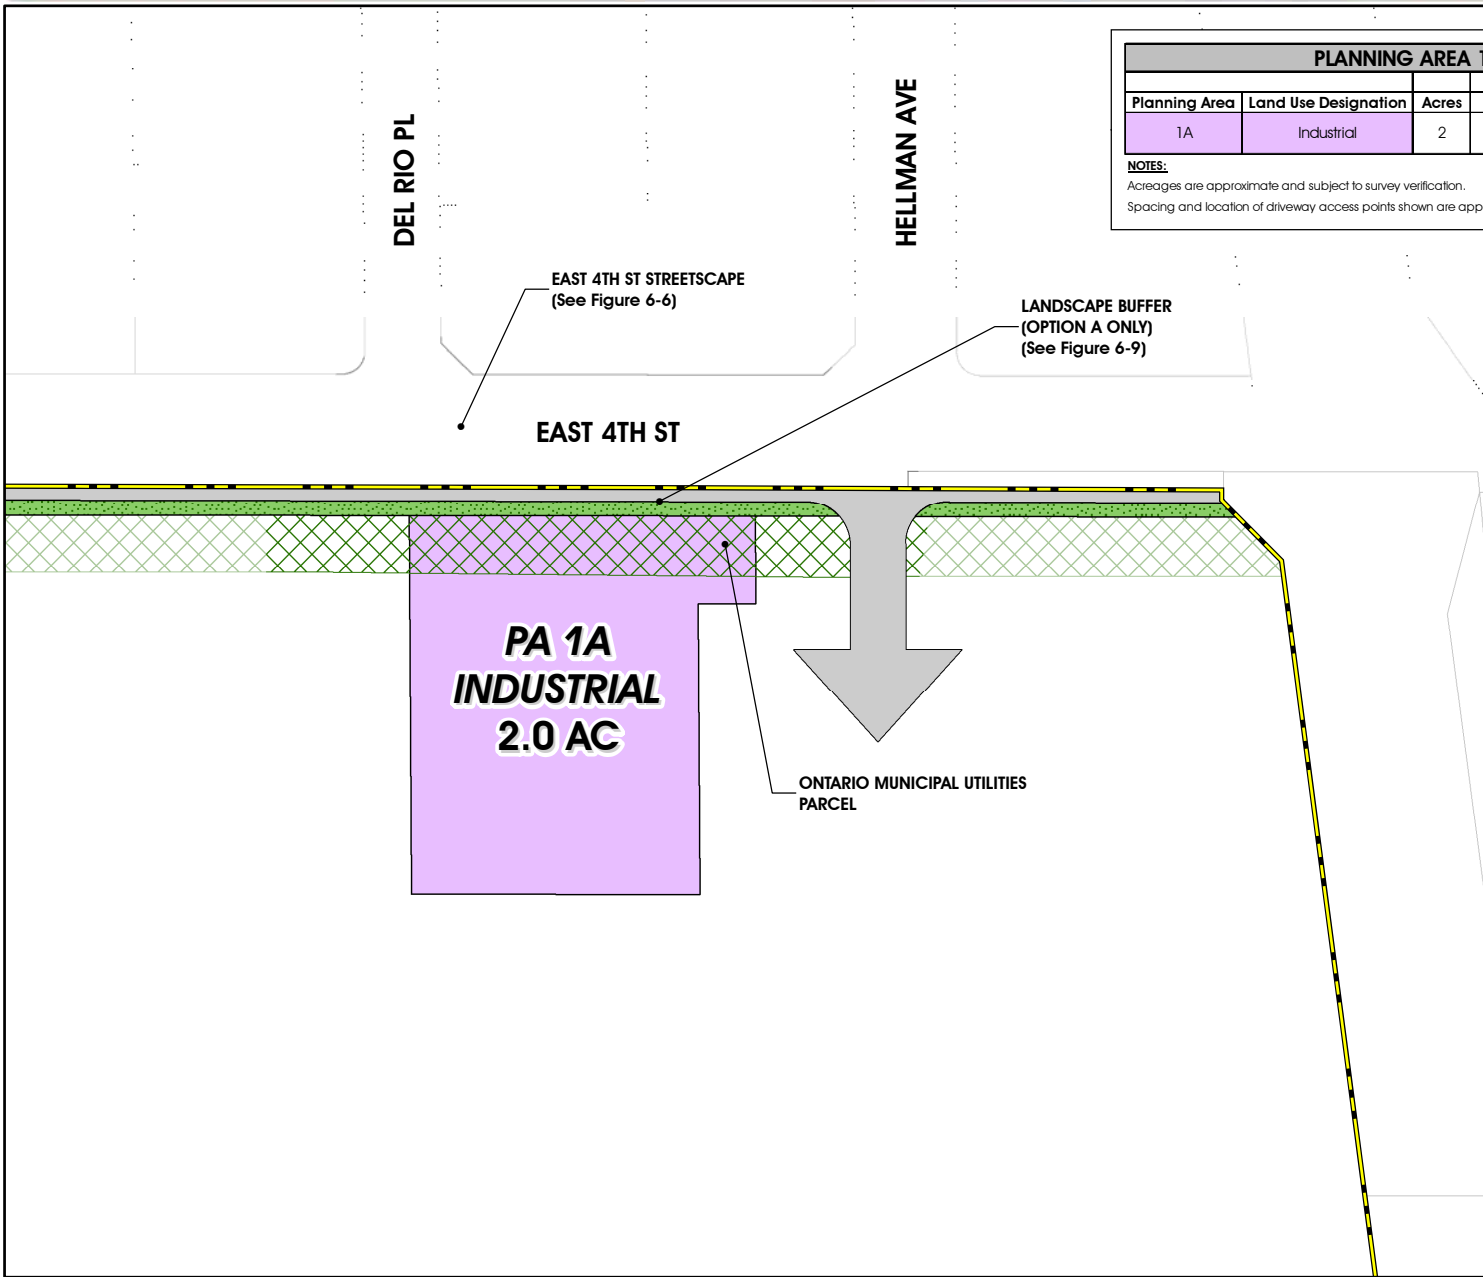 PLANNING AREA 1
Planning Area Land Use Designation Acres
1A Industrial 2
NOTES:
Acreages are approximate and subject to survey verification.
Spacing and location of driveway access points shown are app
DEL RIO PL
HELLMAN AVE
EAST 4TH ST STREETSCAPE
(See Figure 6-6)
LANDSCAPE BUFFER
(OPTION A ONLY)
(See Figure 6-9)
EAST 4TH ST
PA 1A
INDUSTRIAL
2.0 AC
ONTARIO MUNICIPAL UTILITIES
PARCEL